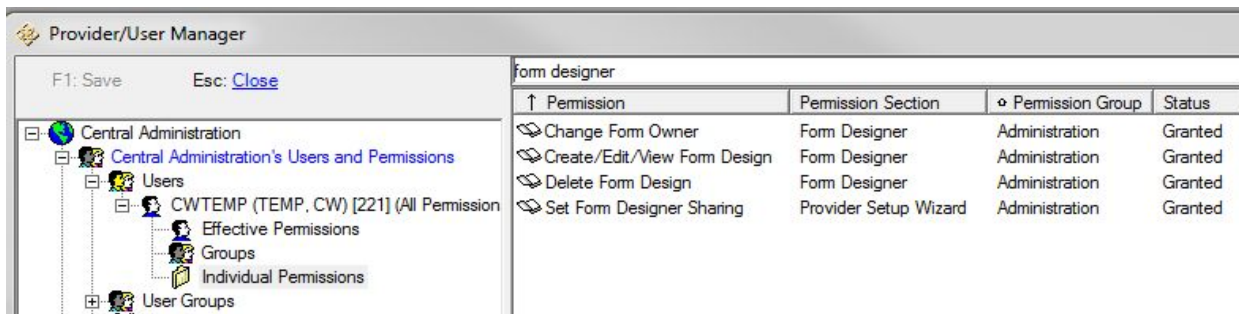 Provider/User Manager
F1: Save Esc: Close
form designer
↑ Permission Permission Section Permission Group Status
Change Form Owner Form Designer Administration Granted
Create/Edit/View Form Design Form Designer Administration Granted
Delete Form Design Form Designer Administration Granted
Set Form Designer Sharing Provider Setup Wizard Administration Granted
Central Administration
Central Administration's Users and Permissions
Users
CWTEMP (TEMP, CW) [221] (All Permission
Effective Permissions
Groups
Individual Permissions
User Groups